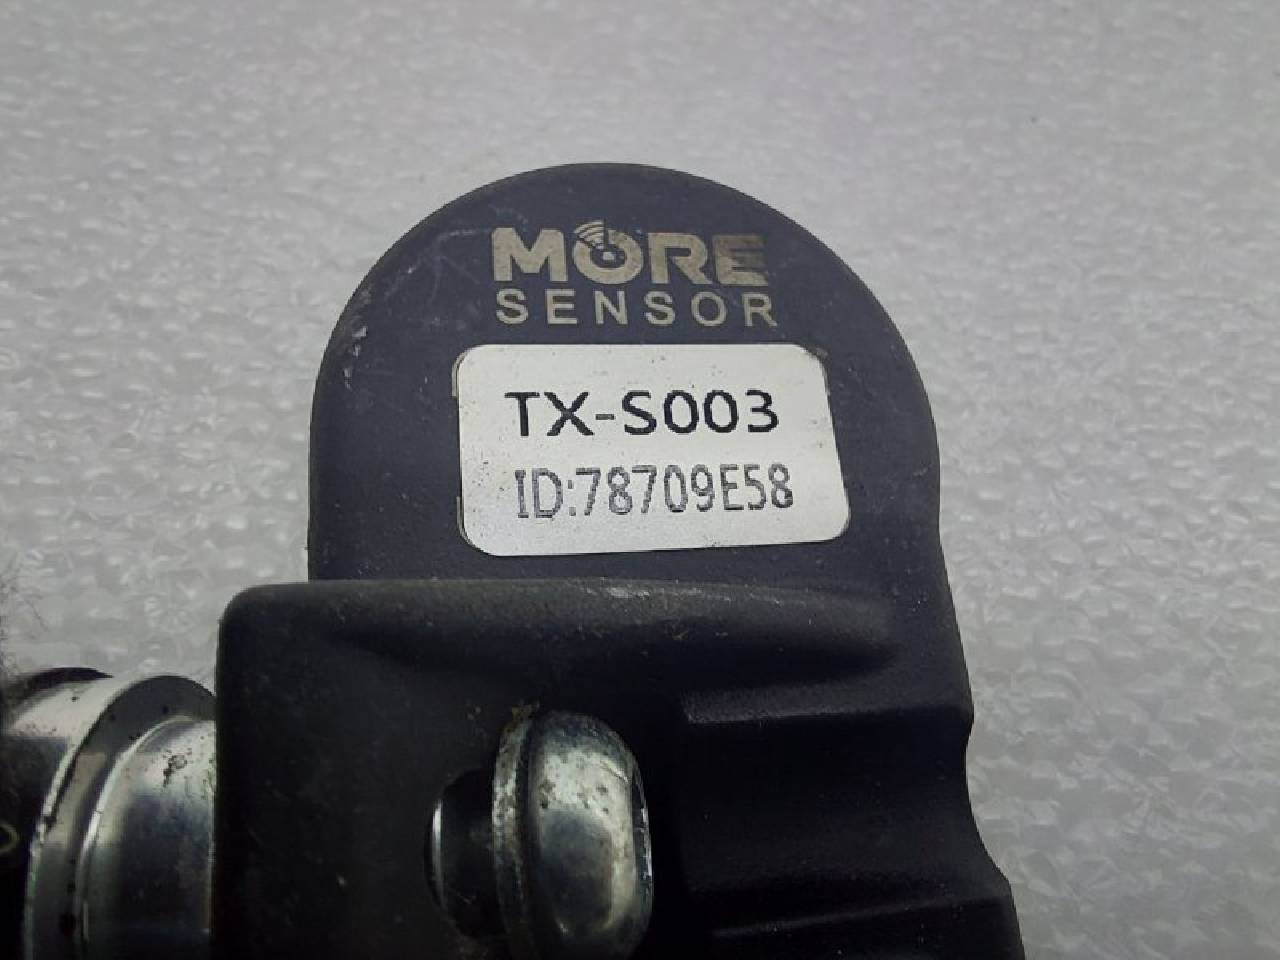 MORE
SENSOR
TX-S003
ID:78709E58